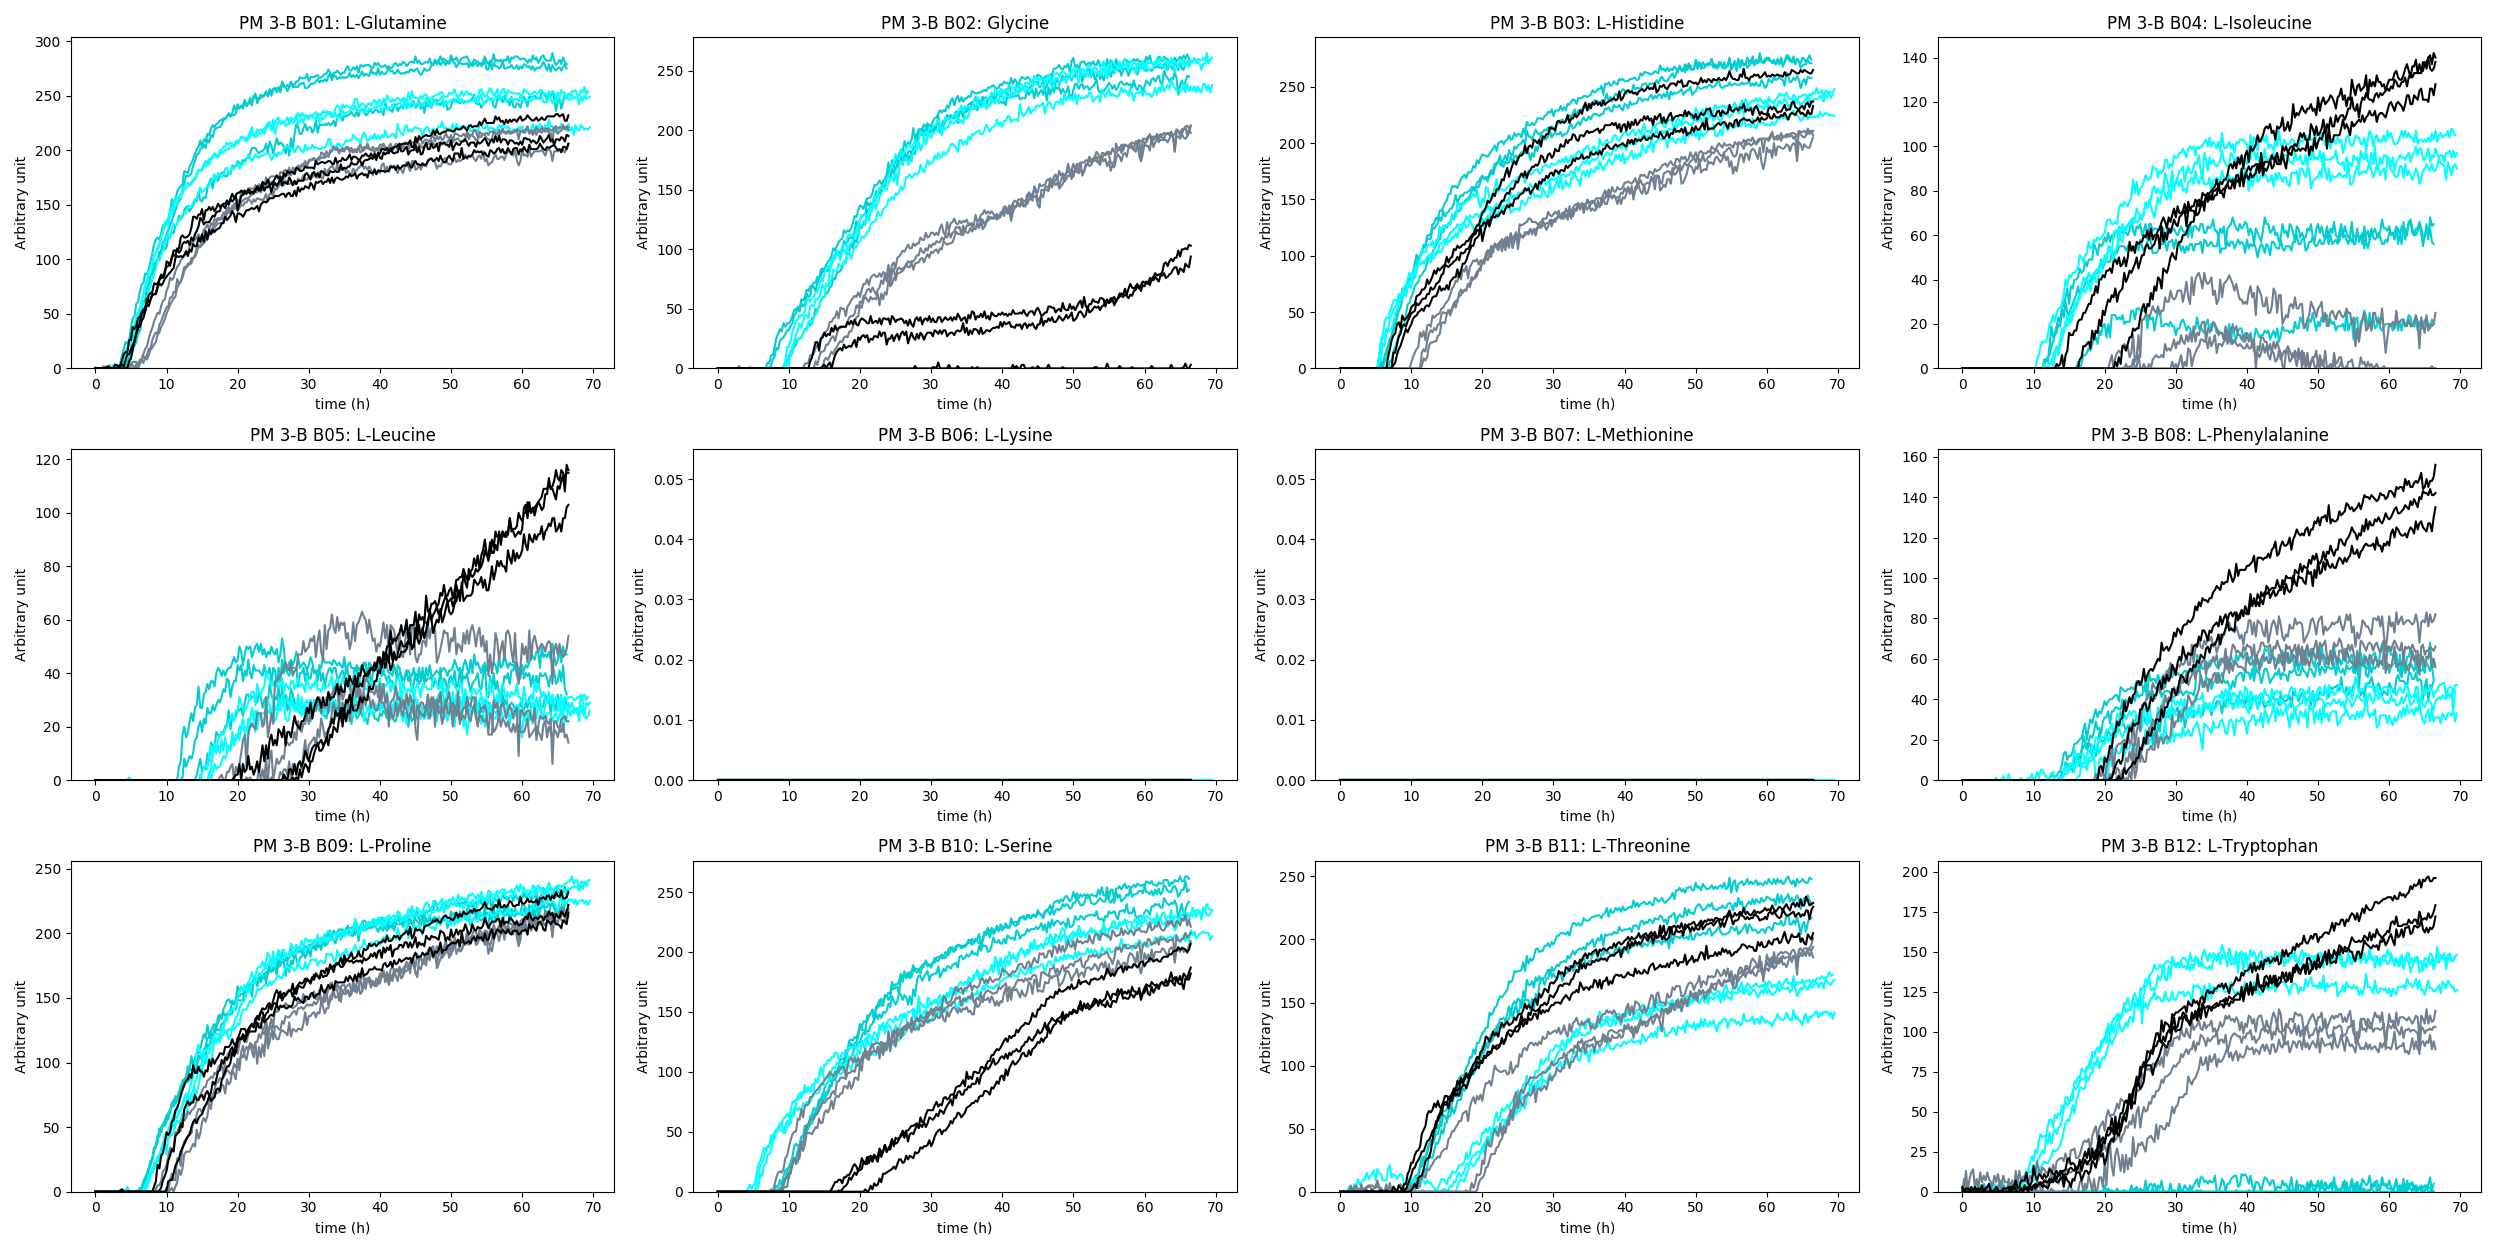 PM 3-B B01: L-Glutamine
PM 3-B B02: Glycine
PM 3-B B03: L-Histidine
PM 3-B B04: L-Isoleucine
300
250
200
150
100
50
0
Arbitrary unit
0 10 20 30 40 50 60 70
time (h)
250
200
150
100
50
0
Arbitrary unit
0 10 20 30 40 50 60 70
time (h)
250
200
150
100
50
0
Arbitrary unit
0 10 20 30 40 50 60 70
time (h)
140
120
100
80
60
40
20
0
Arbitrary unit
0 10 20 30 40 50 60 70
time (h)
PM 3-B B05: L-Leucine
PM 3-B B06: L-Lysine
PM 3-B B07: L-Methionine
PM 3-B B08: L-Phenylalanine
120
100
80
60
40
20
0
Arbitrary unit
0 10 20 30 40 50 60 70
time (h)
0.05
0.04
0.03
0.02
0.01
0.00
Arbitrary unit
0 10 20 30 40 50 60 70
time (h)
0.05
0.04
0.03
0.02
0.01
0.00
Arbitrary unit
0 10 20 30 40 50 60 70
time (h)
160
140
120
100
80
60
40
20
0
Arbitrary unit
0 10 20 30 40 50 60 70
time (h)
PM 3-B B09: L-Proline
PM 3-B B10: L-Serine
PM 3-B B11: L-Threonine
PM 3-B B12: L-Tryptophan
250
200
150
100
50
0
Arbitrary unit
0 10 20 30 40 50 60 70
time (h)
250
200
150
100
50
0
Arbitrary unit
0 10 20 30 40 50 60 70
time (h)
250
200
150
100
50
0
Arbitrary unit
0 10 20 30 40 50 60 70
time (h)
200
175
150
125
100
75
50
25
0
Arbitrary unit
0 10 20 30 40 50 60 70
time (h)